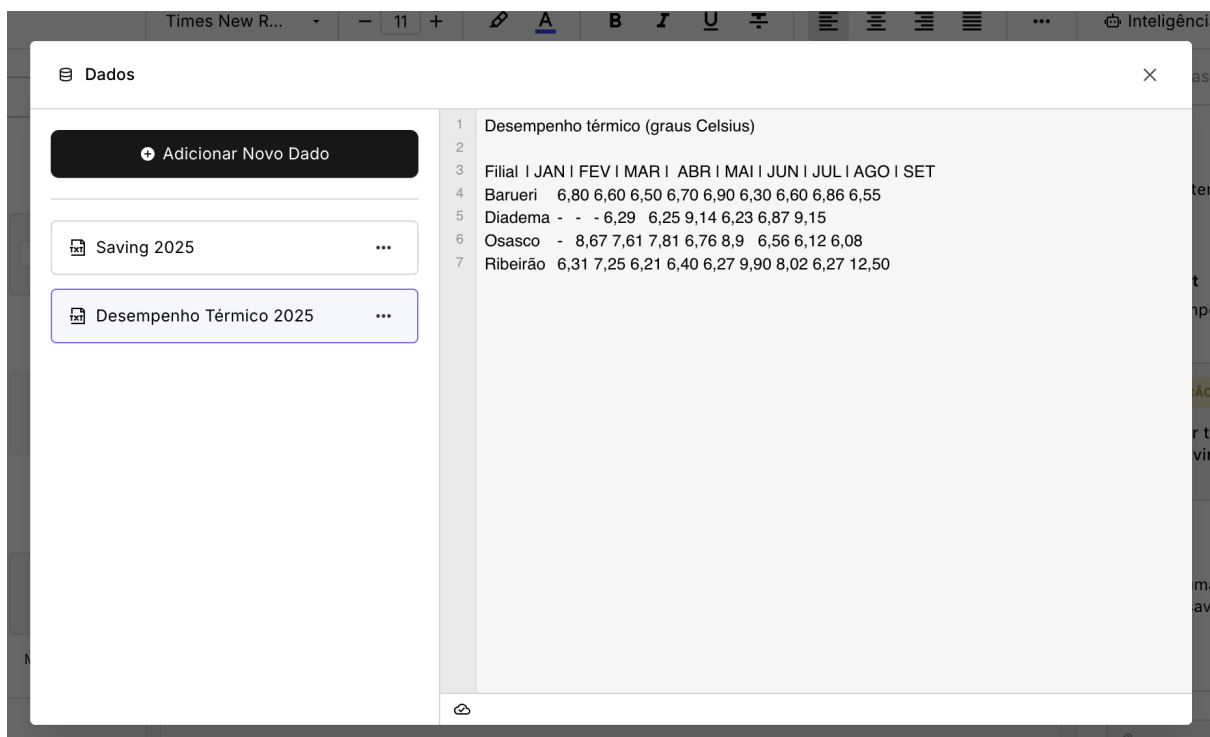 Times New R... - 11 + A B I U T ... Inteligênci
Dados
Adicionar Novo Dado
Saving 2025 ...
Desempenho Térmico 2025 ...
1 Desempenho térmico (graus Celsius)
2
3 Filial | JAN | FEV | MAR | ABR | MAI | JUN | JUL | AGO | SET
4 Barueri 6,80 6,60 6,50 6,70 6,90 6,30 6,60 6,86 6,55
5 Diadema - - - 6,29 6,25 9,14 6,23 6,87 9,15
6 Osasco - 8,67 7,61 7,81 6,76 8,9 6,56 6,12 6,08
7 Ribeirão 6,31 7,25 6,21 6,40 6,27 9,90 8,02 6,27 12,50